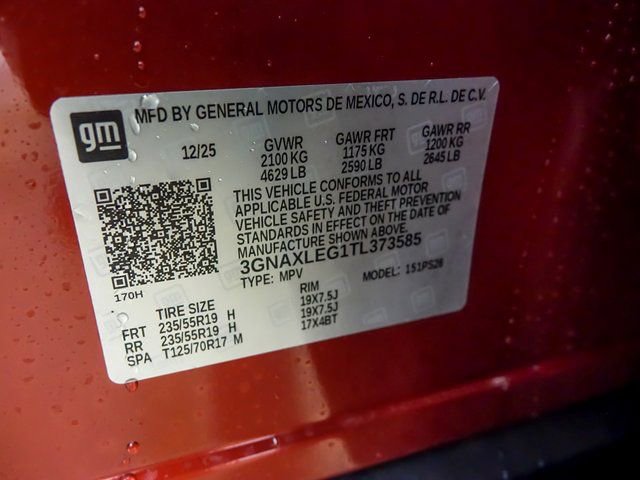 gm
MFD BY GENERAL MOTORS DE MEXICO, S. DE R.L. DE C.V.
12/25
GVWR GAWR FRT GAWR RR
2100 KG 1175 KG 1200 KG
4629 LB 2590 LB 2645 LB
THIS VEHICLE CONFORMS TO ALL
APPLICABLE U.S. FEDERAL MOTOR
VEHICLE SAFETY AND THEFT PREVENTION
STANDARDS IN EFFECT ON THE DATE OF
MANUFACTURE SHOWN ABOVE.
3GNAXLEG1TL373585
TYPE: MPV MODEL: 1S1PS26
170H
TIRE SIZE RIM
FRT 235/55R19 H 19X7.5J
RR 235/55R19 H 19X7.5J
SPA T125/70R17 M 17X4BT